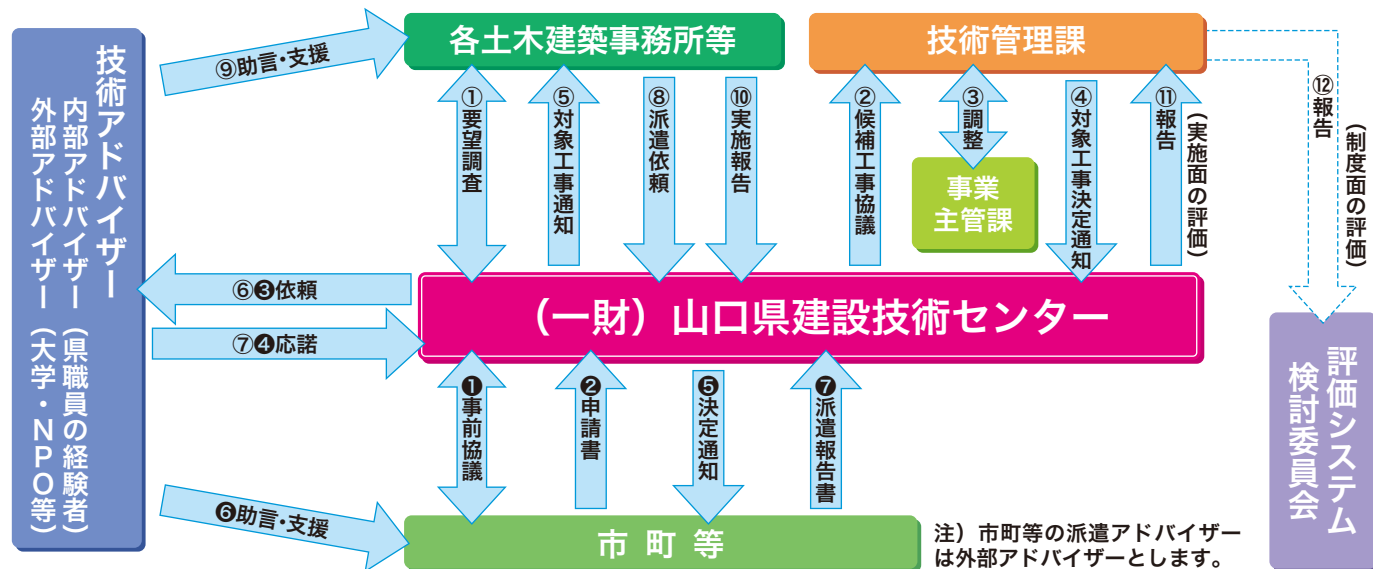 各土木建築事務所等
技術管理課
技術アドバイザー
内部アドバイザー（県職員の経験者）
外部アドバイザー（大学・NPO等）
⑨助言・支援
①要望調査
⑤対象工事通知
⑧派遣依頼
⑩実施報告
②候補工事協議
③調整
事業
主管課
④対象工事決定通知
⑪報告
(実施面の評価)
⑫報告
(制度面の評価)
⑥❸依頼
⑦❹応諾
（一財）山口県建設技術センター
評価システム
検討委員会
❶事前協議
❷申請書
❺決定通知
❼派遣報告書
❻助言・支援
市町等
注）市町等の派遣アドバイザー
は外部アドバイザーとします。